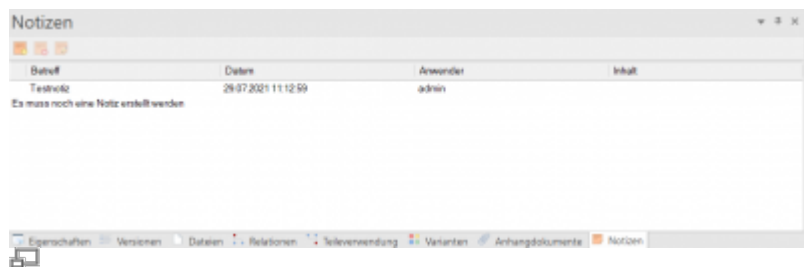 Notizen
Betreff Datum Anwender Inhalt
Testnotiz 29.07.2021 11:12:59 admin
Es muss noch eine Notiz erstellt werden
Eigenschaften Versionen Dateien Relationen Teileverwendung Varianten Anhangdokumente Notizen